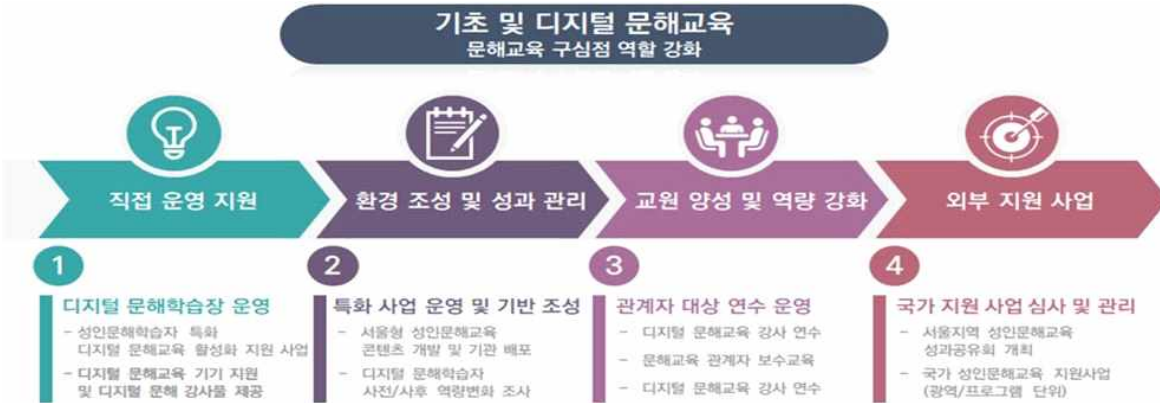 기초 및 디지털 문해교육
문해교육 구심점 역할 강화
직접 운영 지원
환경 조성 및 성과 관리
교원 양성 및 역량 강화
외부 지원 사업
1
디지털 문해학습장 운영
- 성인문해학습자 특화
디지털 문해교육 활성화 지원 사업
- 디지털 문해교육 기기 지원
및 디지털 문해 강사풀 제공
2
특화 사업 운영 및 기반 조성
- 서울형 성인문해교육
콘텐츠 개발 및 기관 배포
- 디지털 문해학습자
사전/사후 역량변화 조사
3
관계자 대상 연수 운영
- 디지털 문해교육 강사 연수
- 문해교육 관계자 보수교육
- 디지털 문해교육 강사 연수
4
국가 지원 사업 심사 및 관리
- 서울지역 성인문해교육
성과공유회 개최
- 국가 성인문해교육 지원사업
(광역/프로그램 단위)